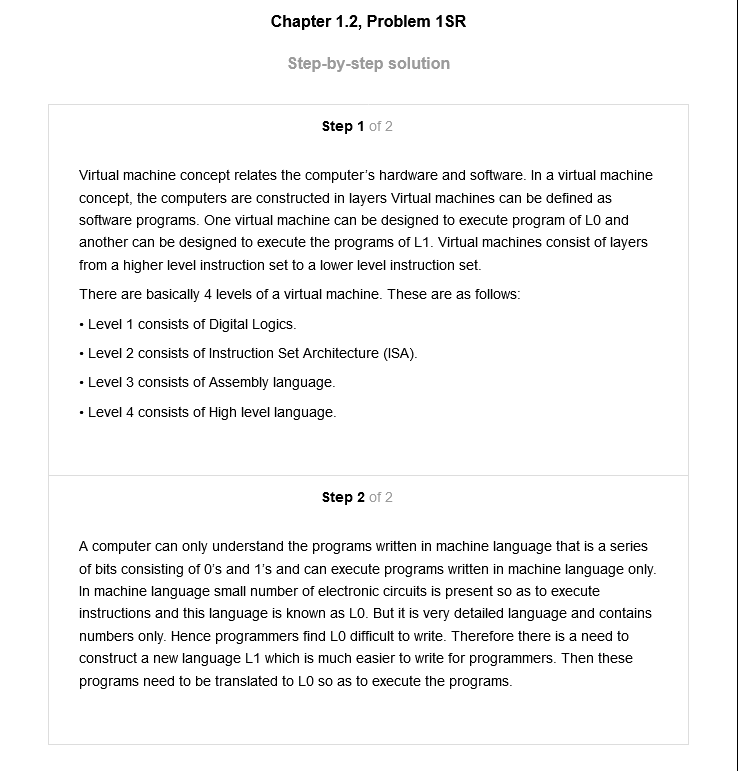 Chapter 1.2, Problem 1SR
Step-by-step solution
Step 1 of 2
Virtual machine concept relates the computer's hardware and software. In a virtual machine
concept, the computers are constructed in layers Virtual machines can be defined as
software programs. One virtual machine can be designed to execute program of L0 and
another can be designed to execute the programs of L1. Virtual machines consist of layers
from a higher level instruction set to a lower level instruction set.
There are basically 4 levels of a virtual machine. These are as follows:
• Level 1 consists of Digital Logics.
• Level 2 consists of Instruction Set Architecture (ISA).
• Level 3 consists of Assembly language.
• Level 4 consists of High level language.
Step 2 of 2
A computer can only understand the programs written in machine language that is a series
of bits consisting of 0's and 1's and can execute programs written in machine language only.
In machine language small number of electronic circuits is present so as to execute
instructions and this language is known as L0. But it is very detailed language and contains
numbers only. Hence programmers find L0 difficult to write. Therefore there is a need to
construct a new language L1 which is much easier to write for programmers. Then these
programs need to be translated to L0 so as to execute the programs.